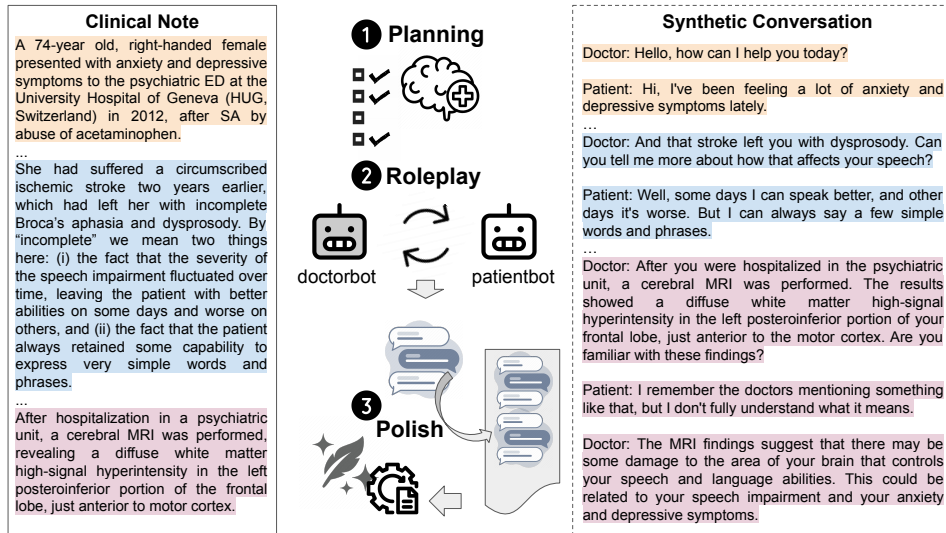 Clinical Note
A 74-year old, right-handed female
presented with anxiety and depressive
symptoms to the psychiatric ED at the
University Hospital of Geneva (HUG,
Switzerland) in 2012, after SA by
abuse of acetaminophen.
...
She had suffered a circumscribed
ischemic stroke two years earlier,
which had left her with incomplete
Broca's aphasia and dysprosody. By
“incomplete” we mean two things
here: (i) the fact that the severity of
the speech impairment fluctuated over
time, leaving the patient with better
abilities on some days and worse on
others, and (ii) the fact that the patient
always retained some capability to
express very simple words and
phrases.
...
After hospitalization in a psychiatric
unit, a cerebral MRI was performed,
revealing a diffuse white matter
high-signal hyperintensity in the left
posteroinferior portion of the frontal
lobe, just anterior to motor cortex.
1 Planning
2 Roleplay
doctorbot
patientbot
3 Polish
Synthetic Conversation
Doctor: Hello, how can I help you today?
Patient: Hi, I've been feeling a lot of anxiety and
depressive symptoms lately.
...
Doctor: And that stroke left you with dysprosody. Can
you tell me more about how that affects your speech?
Patient: Well, some days I can speak better, and other
days it's worse. But I can always say a few simple
words and phrases.
...
Doctor: After you were hospitalized in the psychiatric
unit, a cerebral MRI was performed. The results
showed a diffuse white matter high-signal
hyperintensity in the left posteroinferior portion of your
frontal lobe, just anterior to the motor cortex. Are you
familiar with these findings?
Patient: I remember the doctors mentioning something
like that, but I don't fully understand what it means.
Doctor: The MRI findings suggest that there may be
some damage to the area of your brain that controls
your speech and language abilities. This could be
related to your speech impairment and your anxiety
and depressive symptoms.